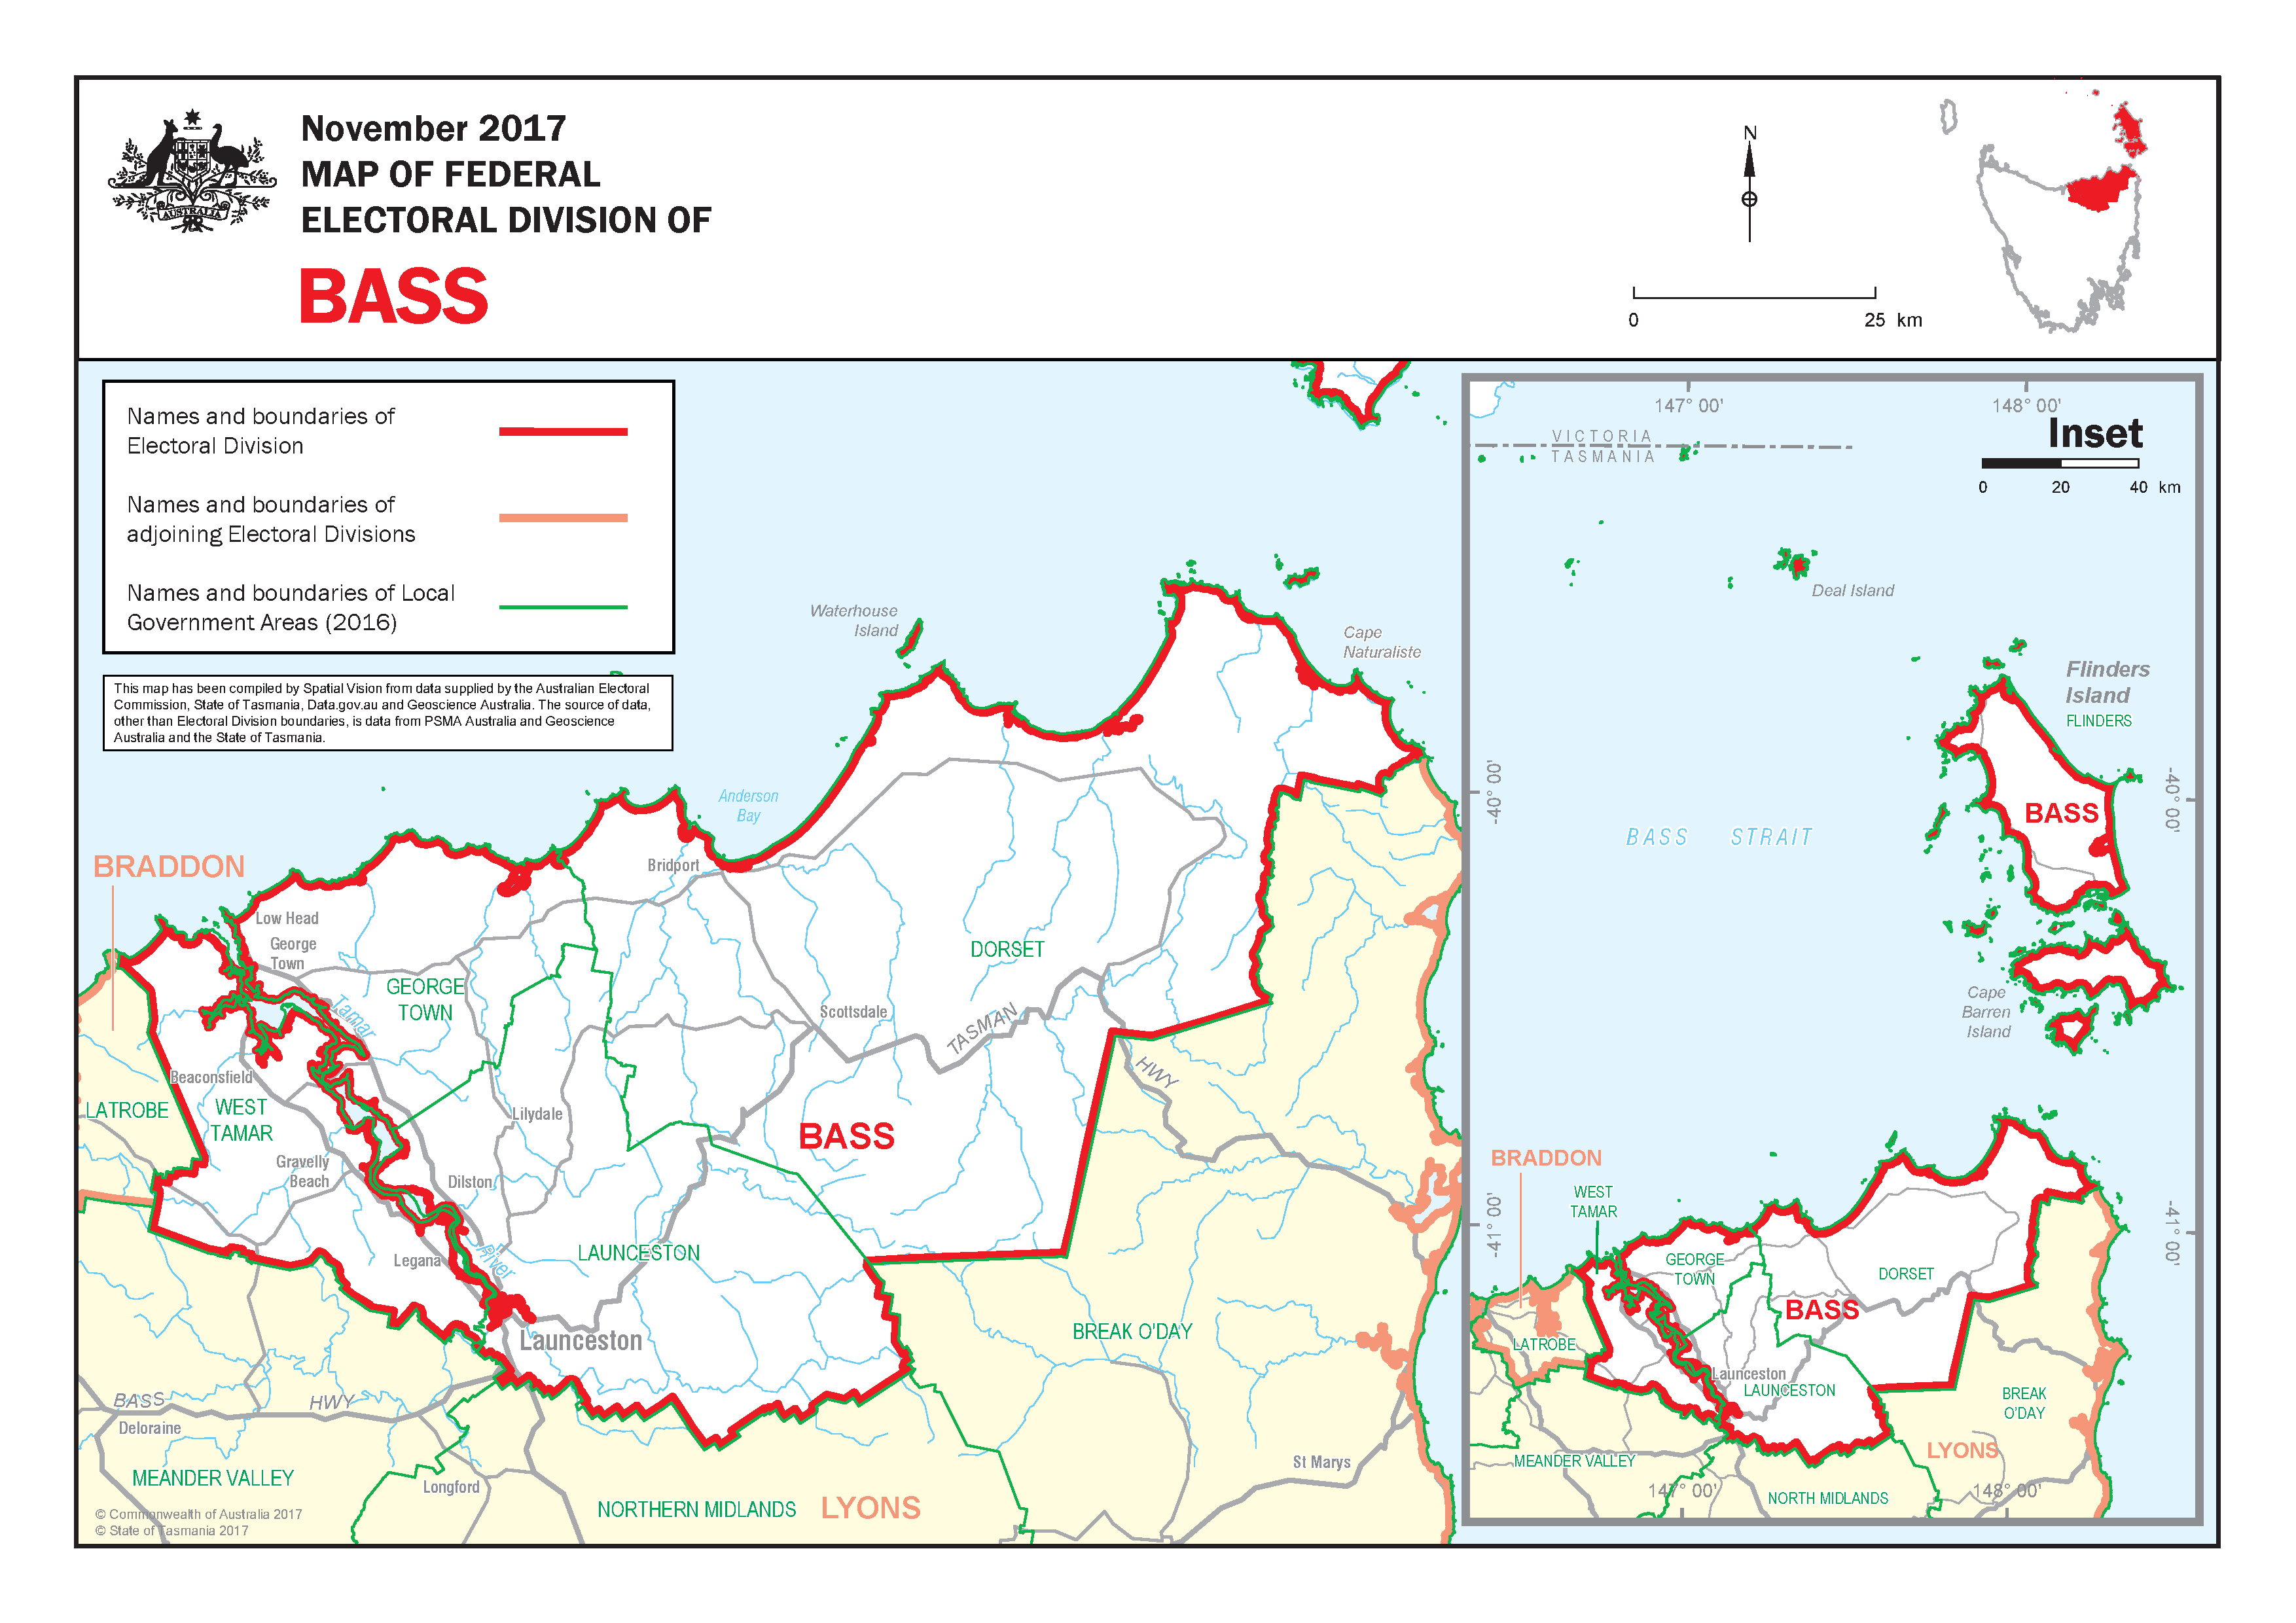 AUSTRALIA
November 2017
MAP OF FEDERAL
ELECTORAL DIVISION OF
BASS
N
0 25 km
Names and boundaries of
Electoral Division
Names and boundaries of
adjoining Electoral Divisions
Names and boundaries of Local
Government Areas (2016)
This map has been compiled by Spatial Vision from data supplied by the Australian Electoral
Commission, State of Tasmania, Data.gov.au and Geoscience Australia. The source of data,
other than Electoral Division boundaries, is data from PSMA Australia and Geoscience
Australia and the State of Tasmania.
Waterhouse
Island
Cape
Naturaliste
Anderson
Bay
Bridport
BRADDON
Low Head
George
Town
GEORGE
TOWN
Tamar
DORSET
Scottsdale
TASMAN
HWY
Beaconsfield
LATROBE
WEST
TAMAR
Lilydale
BASS
Gravelly
Beach
Dilston
Legana
River
LAUNCESTON
Launceston
BREAK O'DAY
BASS
HWY
Deloraine
St Marys
MEANDER VALLEY
Longford
NORTHERN MIDLANDS
LYONS
© Commonwealth of Australia 2017
© State of Tasmania 2017
147° 00'
148° 00'
Inset
0 20 40 km
VICTORIA
TASMANIA
Deal Island
Flinders
Island
FLINDERS
-40° 00'
-40° 00'
BASS
BASS STRAIT
Cape
Barren
Island
BRADDON
WEST
TAMAR
-41° 00'
-41° 00'
GEORGE
TOWN
DORSET
BASS
LATROBE
Launceston
LAUNCESTON
BREAK
O'DAY
LYONS
MEANDER VALLEY
147° 00'
148° 00'
NORTH MIDLANDS